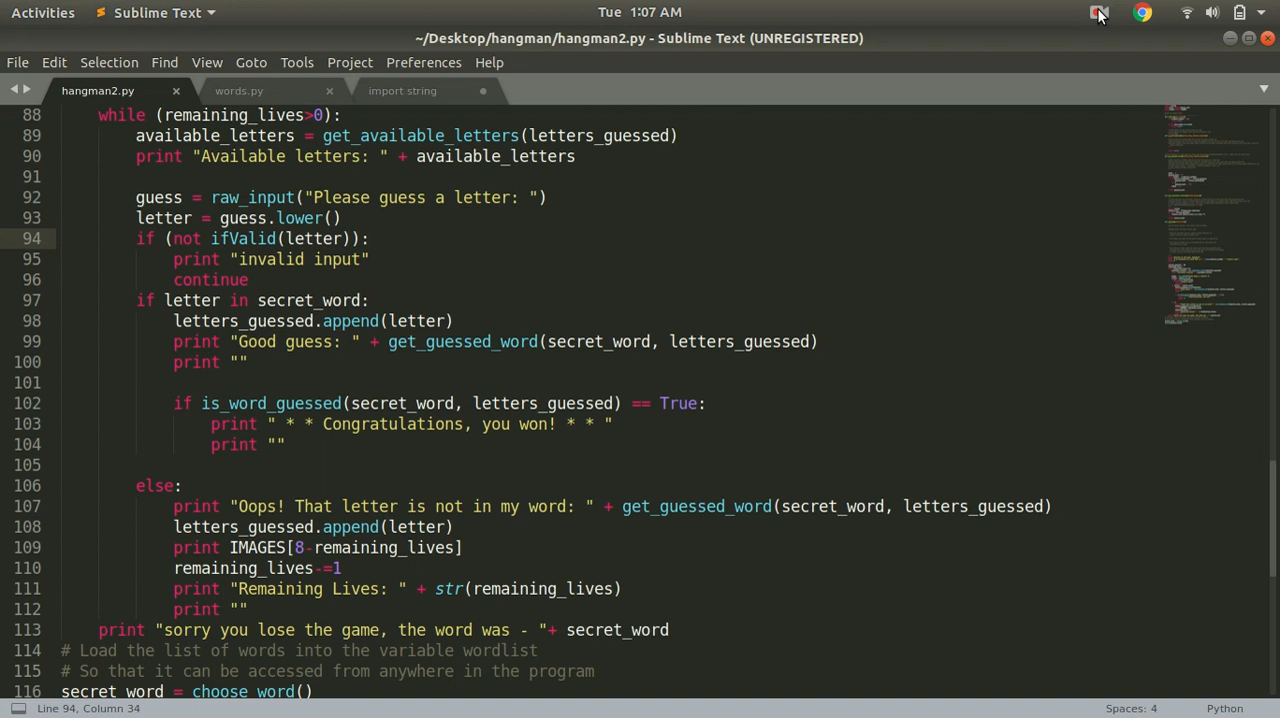 Activities Sublime Text Tue 1:07 AM
~/Desktop/hangman/hangman2.py - Sublime Text (UNREGISTERED)
File Edit Selection Find View Goto Tools Project Preferences Help
hangman2.py words.py import string
88 while (remaining_lives>0):
89 available_letters = get_available_letters(letters_guessed)
90 print "Available letters: " + available_letters
91
92 guess = raw_input("Please guess a letter: ")
93 letter = guess.lower()
94 if (not ifValid(letter)):
95 print "invalid input"
96 continue
97 if letter in secret_word:
98 letters_guessed.append(letter)
99 print "Good guess: " + get_guessed_word(secret_word, letters_guessed)
100 print ""
101
102 if is_word_guessed(secret_word, letters_guessed) == True:
103 print " * * Congratulations, you won! * * "
104 print ""
105
106 else:
107 print "Oops! That letter is not in my word: " + get_guessed_word(secret_word, letters_guessed)
108 letters_guessed.append(letter)
109 print IMAGES[8-remaining_lives]
110 remaining_lives-=1
111 print "Remaining Lives: " + str(remaining_lives)
112 print ""
113 print "sorry you lose the game, the word was - "+ secret_word
114 # Load the list of words into the variable wordlist
115 # So that it can be accessed from anywhere in the program
116 secret_word = choose_word()
Line 94, Column 34 Spaces: 4 Python